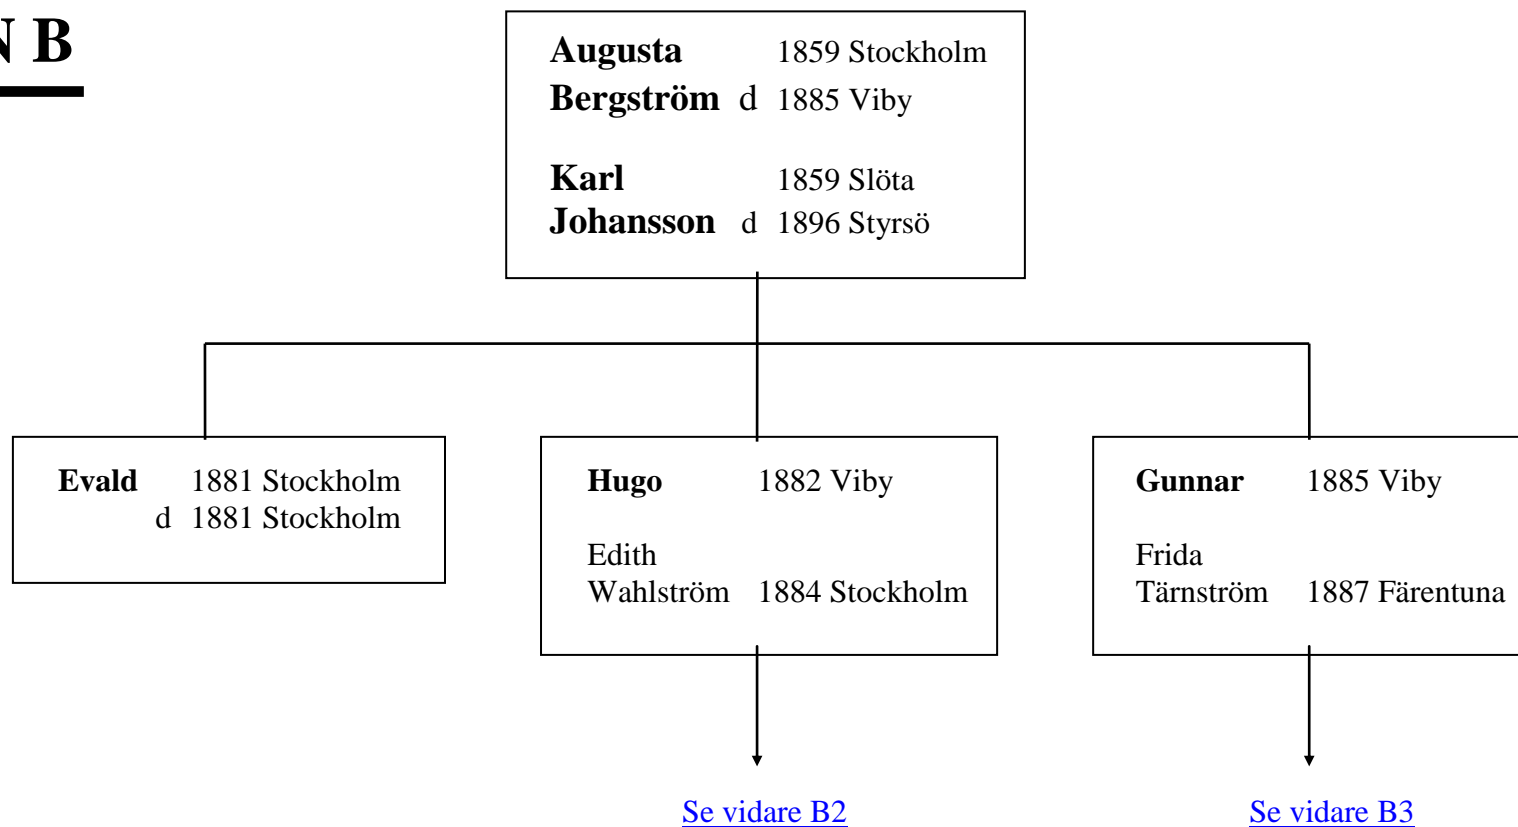 N B
Augusta 1859 Stockholm
Bergström d 1885 Viby
Karl 1859 Slöta
Johansson d 1896 Styrsö
Evald 1881 Stockholm
d 1881 Stockholm
Hugo 1882 Viby
Edith
Wahlström 1884 Stockholm
Gunnar 1885 Viby
Frida
Tärnström 1887 Färentuna
Se vidare B2
Se vidare B3